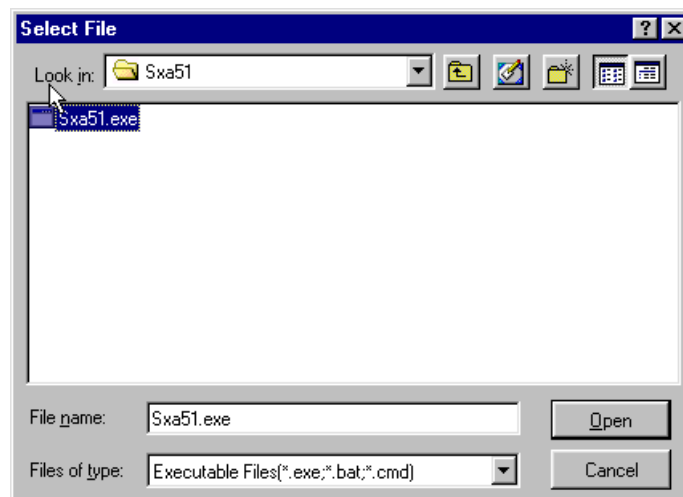 Select File
Look in: Sxa51
Sxa51.exe
File name: Sxa51.exe Open
Files of type: Executable Files(*.exe;*.bat;*.cmd) Cancel